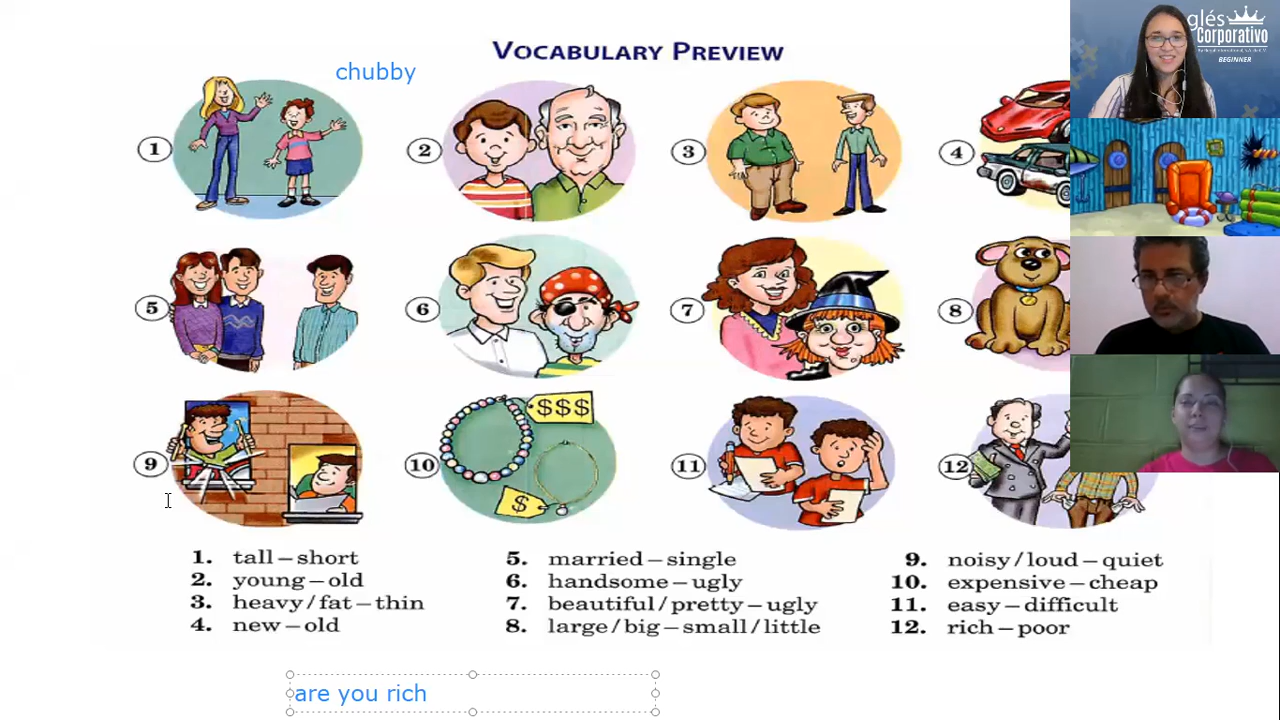 VOCABULARY PREVIEW
chubby
1
2
3
4
5
6
7
8
9
10
$$$
$
11
12
1. tall – short
2. young – old
3. heavy / fat – thin
4. new – old
5. married – single
6. handsome – ugly
7. beautiful / pretty – ugly
8. large / big – small / little
9. noisy / loud – quiet
10. expensive – cheap
11. easy – difficult
12. rich – poor
are you rich
glés
Corporativo
BEGINNER